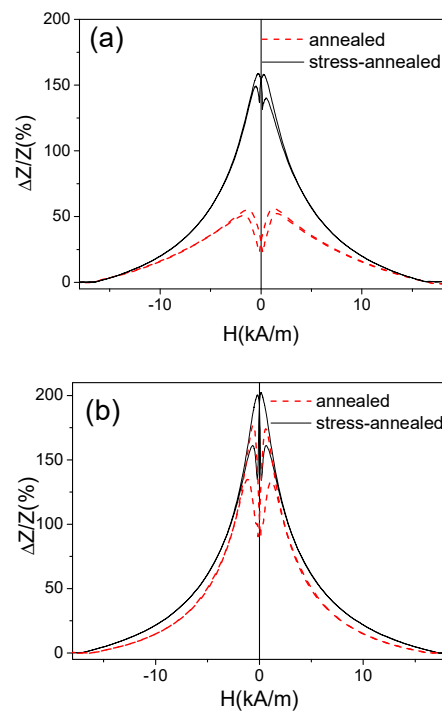 200
(a)
annealed
stress-annealed
150
ΔZ/Z(%)
100
50
0
-10
0
10
H(kA/m)
200
(b)
annealed
stress-annealed
150
ΔZ/Z(%)
100
50
0
-10
0
10
H(kA/m)